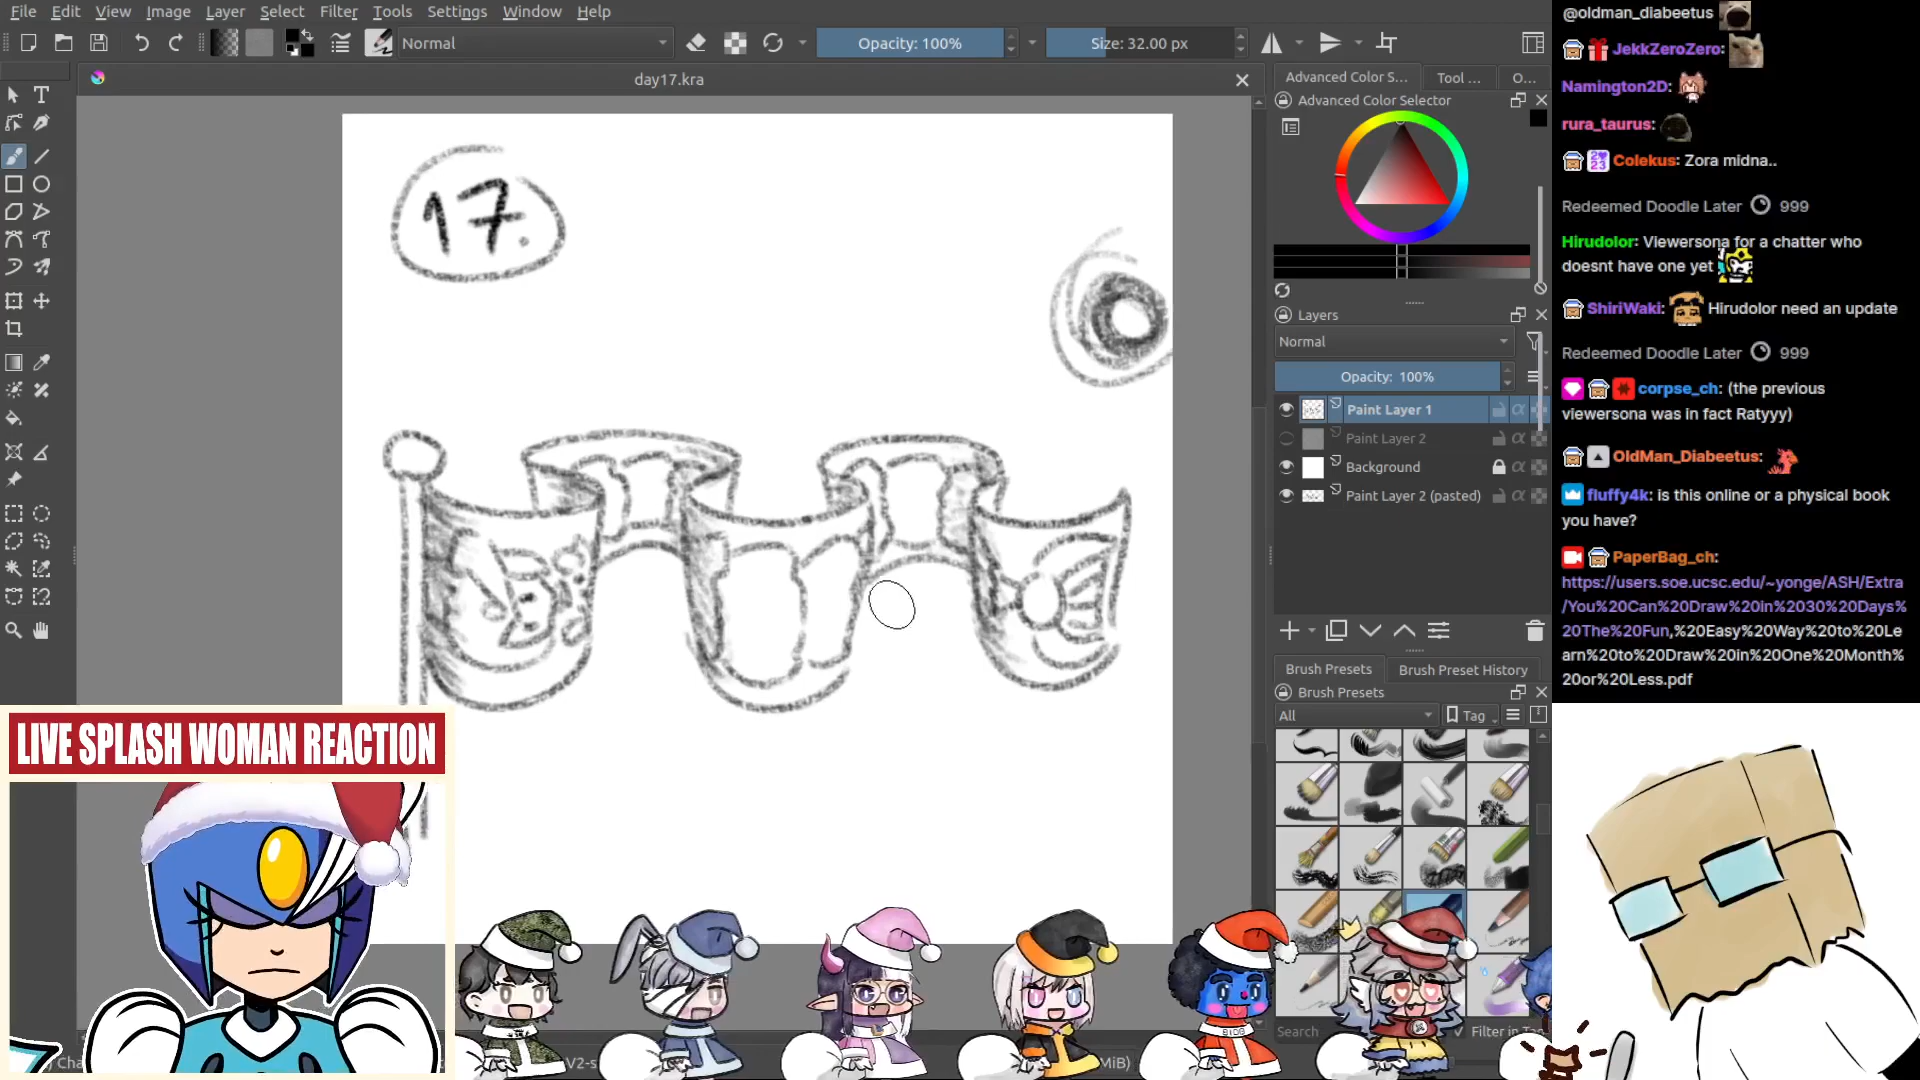 File Edit View Image Layer Select Filter Tools Settings Window Help
Normal
Opacity: 100%
Size: 32.00 px
day17.kra
Advanced Color S...
Tool ...
O...
Advanced Color Selector
17.
Layers
Normal
Opacity: 100%
Paint Layer 1
Paint Layer 2
Background
Paint Layer 2 (pasted)
Brush Presets
Brush Preset History
Brush Presets
All
Tag
Search
Filter in Ta
MiB)
V2-s
(Cha
LIVE SPLASH WOMAN REACTION
@oldman_diabeetus
JekkZeroZero:
Namington2D:
rura_taurus:
Colekus: Zora midna..
Redeemed Doodle Later 999
Hirudolor: Viewersona for a chatter who
doesnt have one yet
ShiriWaki: Hirudolor need an update
Redeemed Doodle Later 999
corpse_ch: (the previous
viewersona was in fact Ratyyy)
OldMan_Diabeetus:
fluffy4k: is this online or a physical book
you have?
PaperBag_ch:
https://users.soe.ucsc.edu/~yonge/ASH/Extra
/You%20Can%20Draw%20in%2030%20Days%
20The%20Fun,%20Easy%20Way%20to%20Le
arn%20to%20Draw%20in%20One%20Month%
20or%20Less.pdf